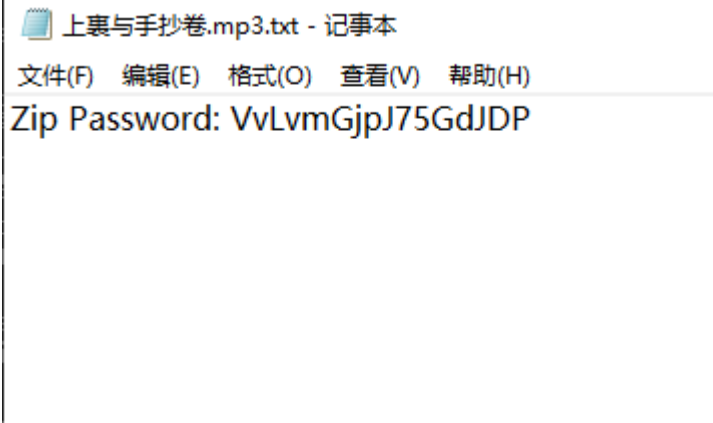 上裏与手抄卷.mp3.txt - 记事本
文件(F) 编辑(E) 格式(O) 查看(V) 帮助(H)
Zip Password: VvLvmGjpJ75GdJDP